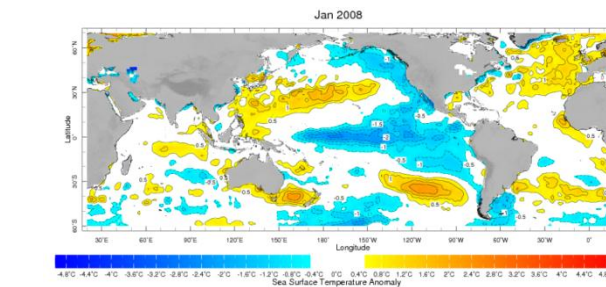 Jan 2008
60°N
30°N
0°
30°S
60°S
Latitude
30°E 60°E 90°E 120°E 150°E 180° 150°W 120°W 90°W 60°W 30°W 0°
Longitude
-4.8°C -4.4°C -4°C -3.6°C -3.2°C -2.8°C -2.4°C -2°C -1.6°C -1.2°C -0.8°C -0.4°C 0°C 0.4°C 0.8°C 1.2°C 1.6°C 2°C 2.4°C 2.8°C 3.2°C 3.6°C 4°C 4.4°C
Sea Surface Temperature Anomaly